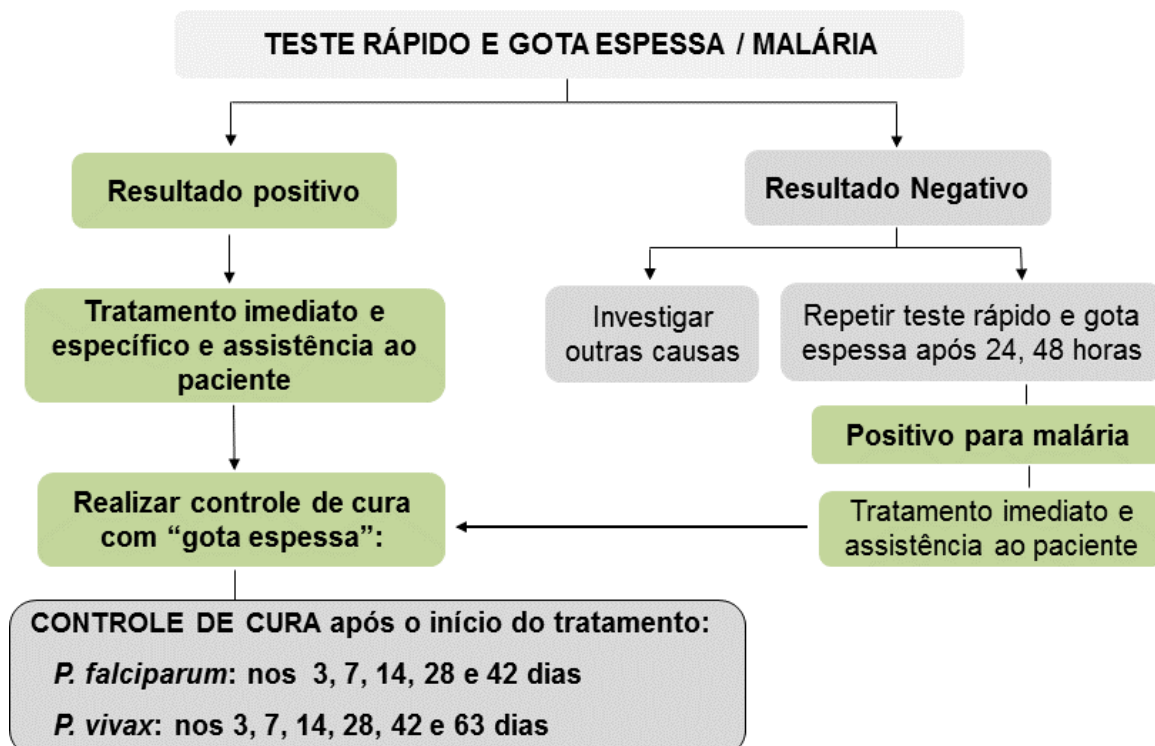 TESTE RÁPIDO E GOTA ESPESSA / MALÁRIA
Resultado positivo
Resultado Negativo
Tratamento imediato e
específico e assistência ao
paciente
Investigar
outras causas
Repetir teste rápido e gota
espessa após 24, 48 horas
Positivo para malária
Realizar controle de cura
com “gota espessa”:
Tratamento imediato e
assistência ao paciente
CONTROLE DE CURA após o início do tratamento:
P. falciparum: nos 3, 7, 14, 28 e 42 dias
P. vivax: nos 3, 7, 14, 28, 42 e 63 dias